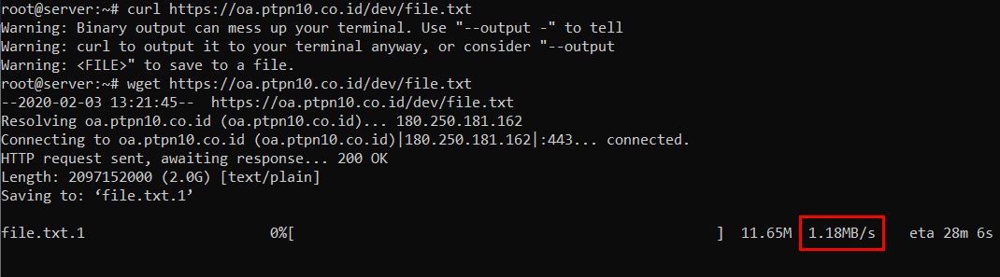 root@server:~# curl https://oa.ptpn10.co.id/dev/file.txt
Warning: Binary output can mess up your terminal. Use "--output -" to tell
Warning: curl to output it to your terminal anyway, or consider "--output
Warning: <FILE>" to save to a file.
root@server:~# wget https://oa.ptpn10.co.id/dev/file.txt
--2020-02-03 13:21:45--  https://oa.ptpn10.co.id/dev/file.txt
Resolving oa.ptpn10.co.id (oa.ptpn10.co.id)... 180.250.181.162
Connecting to oa.ptpn10.co.id (oa.ptpn10.co.id)|180.250.181.162|:443... connected.
HTTP request sent, awaiting response... 200 OK
Length: 2097152000 (2.0G) [text/plain]
Saving to: ‘file.txt.1’
file.txt.1                    0%[                                             ]  11.65M  1.18MB/s    eta 28m 6s